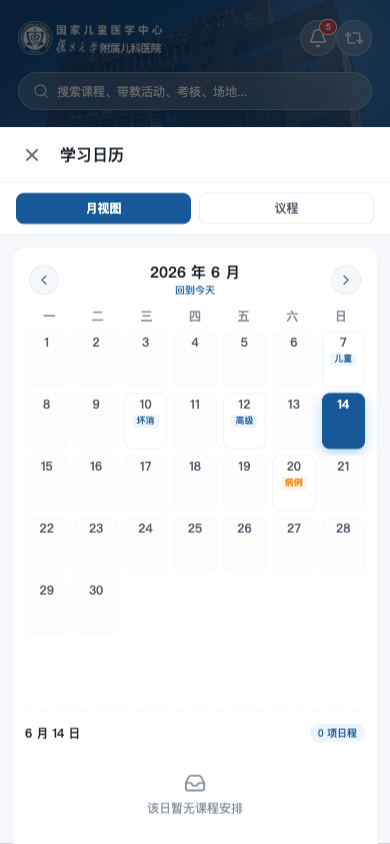 国家儿童医学中心
5
复旦大学附属儿科医院
搜索课程、带教活动、考核、场地...
学习日历
月视图
议程
2026 年 6 月
回到今天
一 二 三 四 五 六 日
1 2 3 4 5 6 7
儿童
8 9 10 11 12 13 14
坏消 高级
15 16 17 18 19 20 21
病例
22 23 24 25 26 27 28
29 30
6 月 14 日
0 项日程
该日暂无课程安排